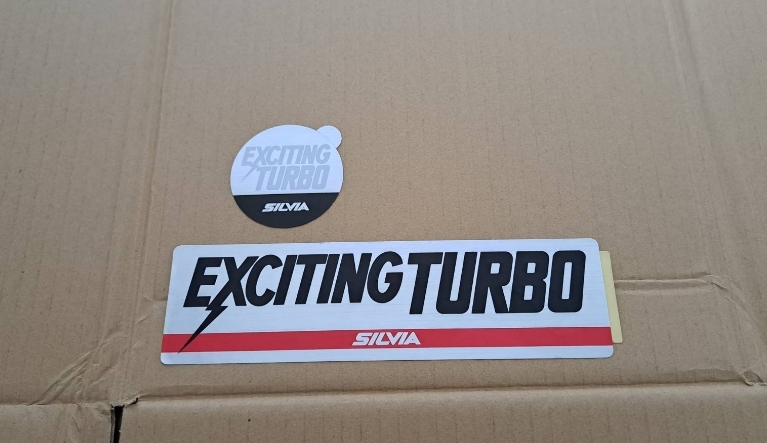 EXCITING
TURBO
SILVIA
EXCITING TURBO
SILVIA